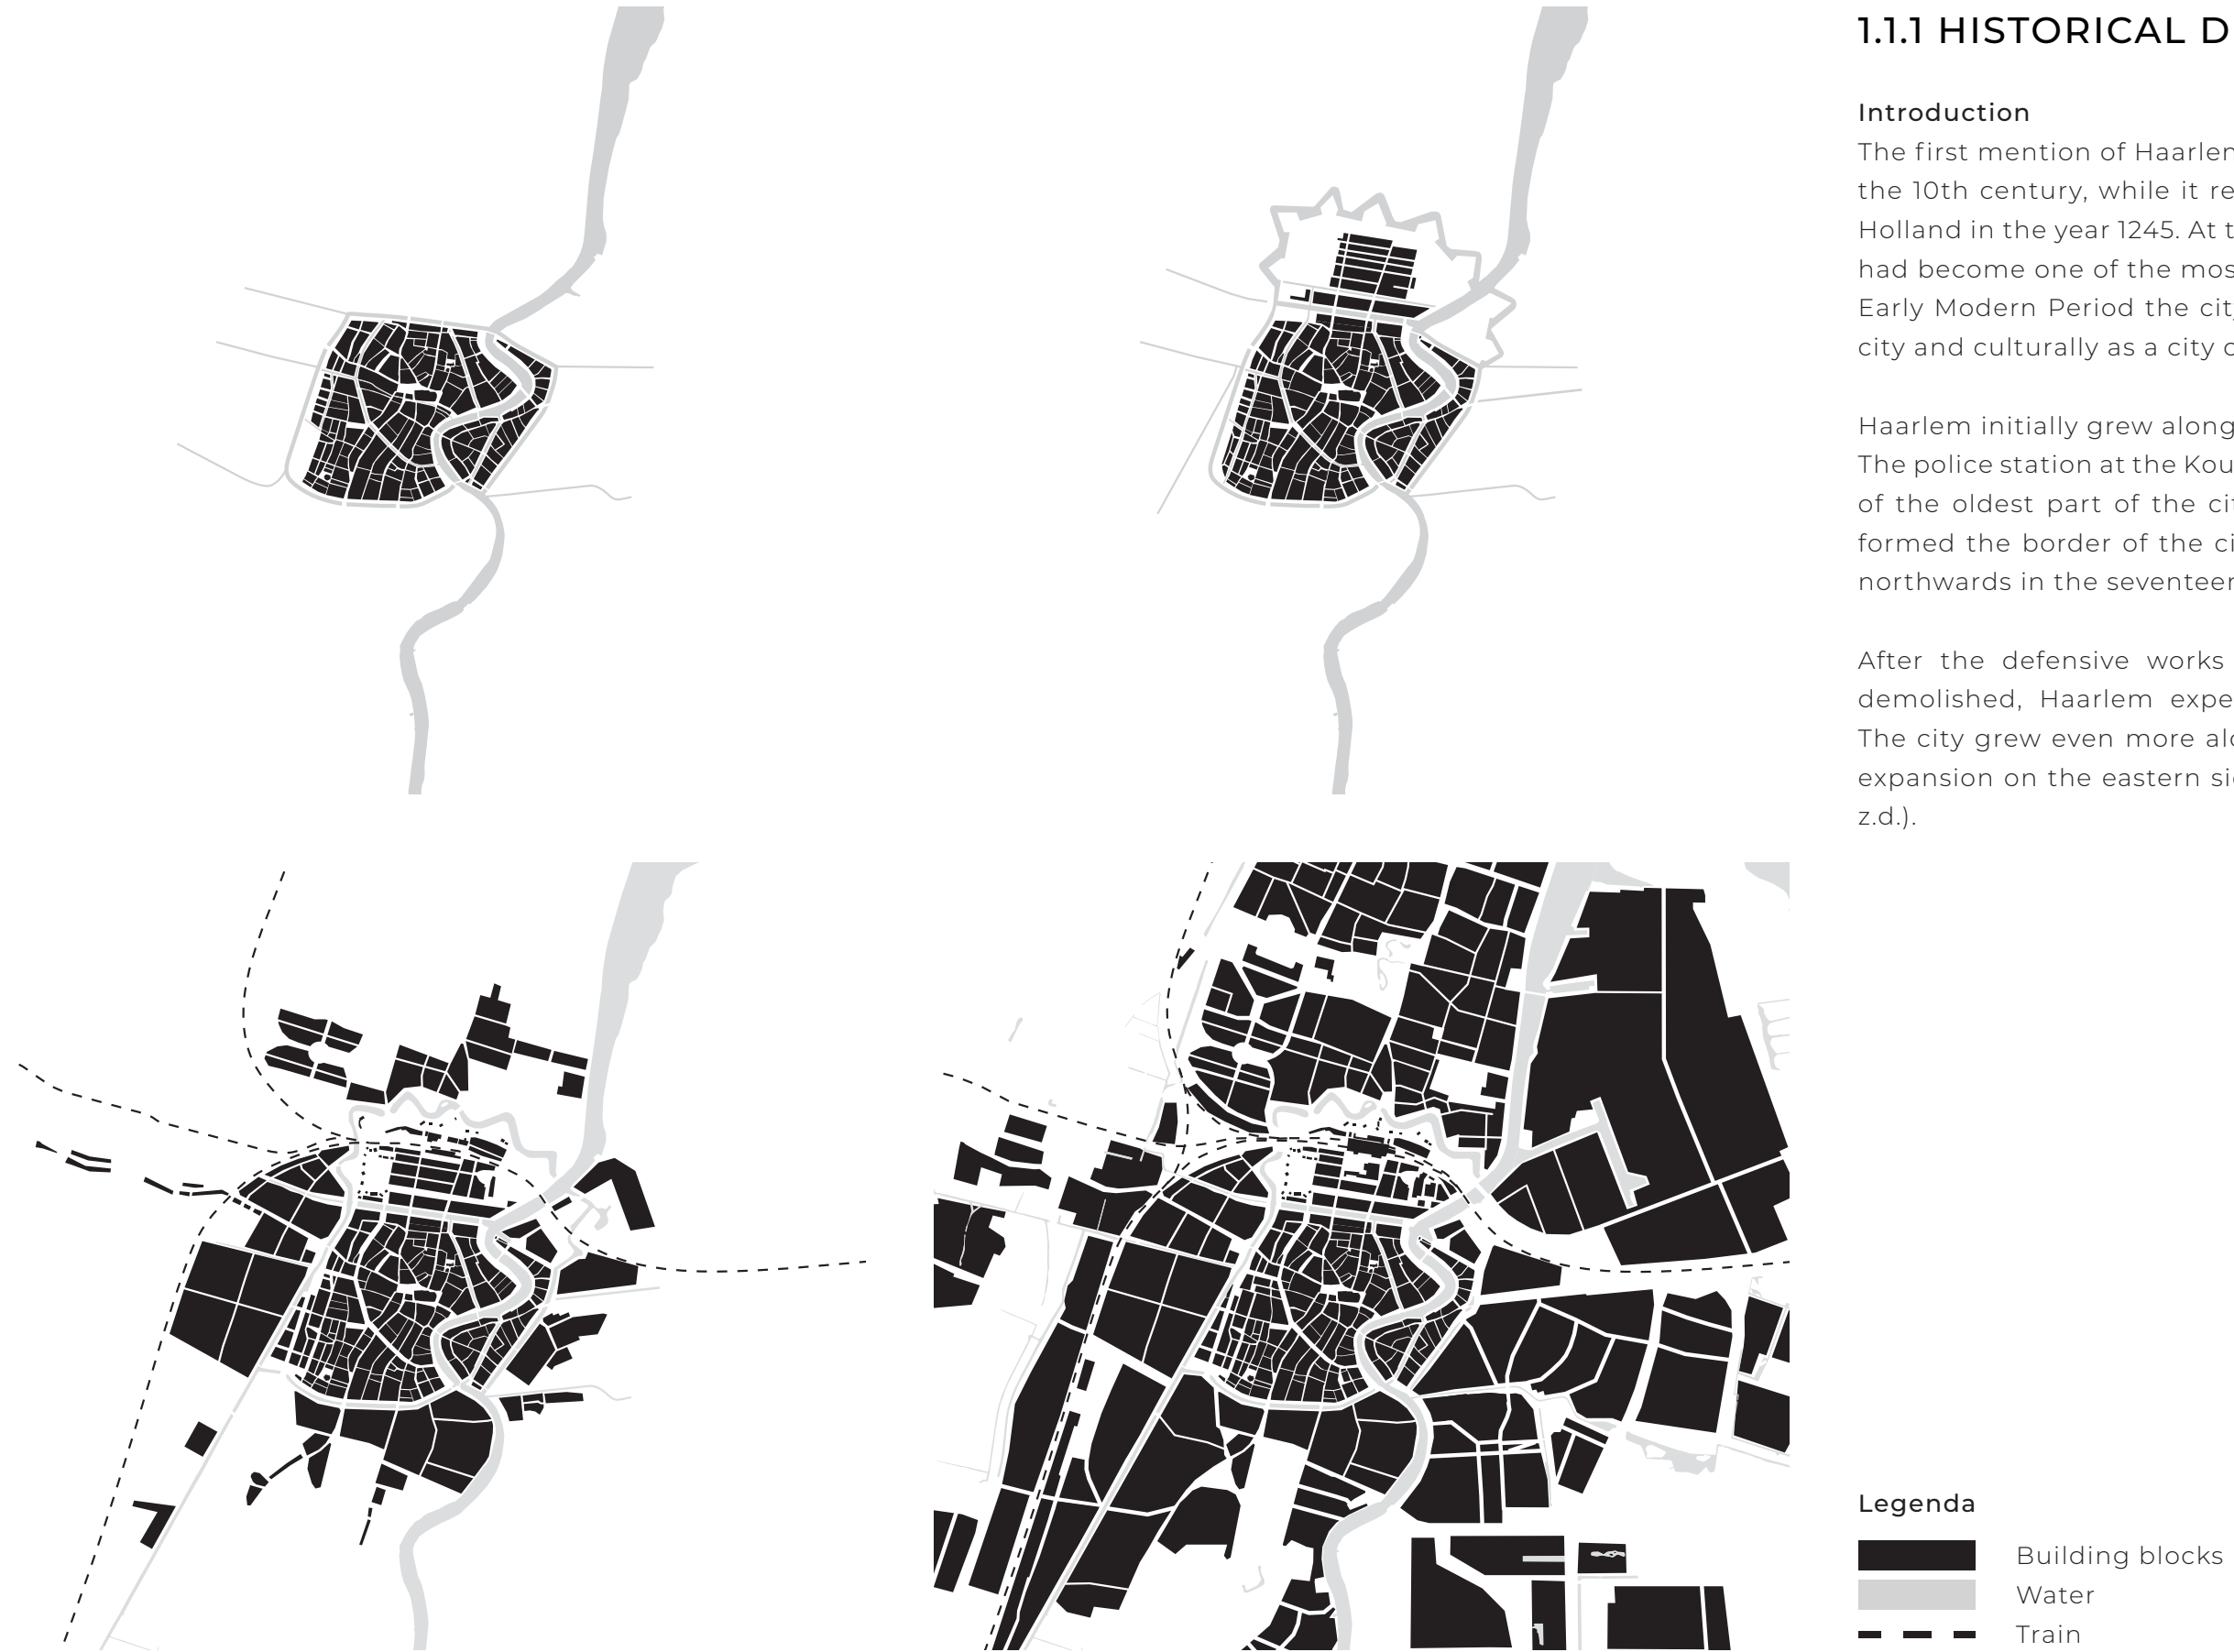 1.1.1 HISTORICAL D
Introduction
The first mention of Haarlem
the 10th century, while it re
Holland in the year 1245. At t
had become one of the mos
Early Modern Period the city
city and culturally as a city o
Haarlem initially grew along
The police station at the Kou
of the oldest part of the cit
formed the border of the ci
northwards in the seventeen
After the defensive works
demolished, Haarlem expe
The city grew even more alo
expansion on the eastern sid
z.d.).
Legenda
Building blocks
Water
Train